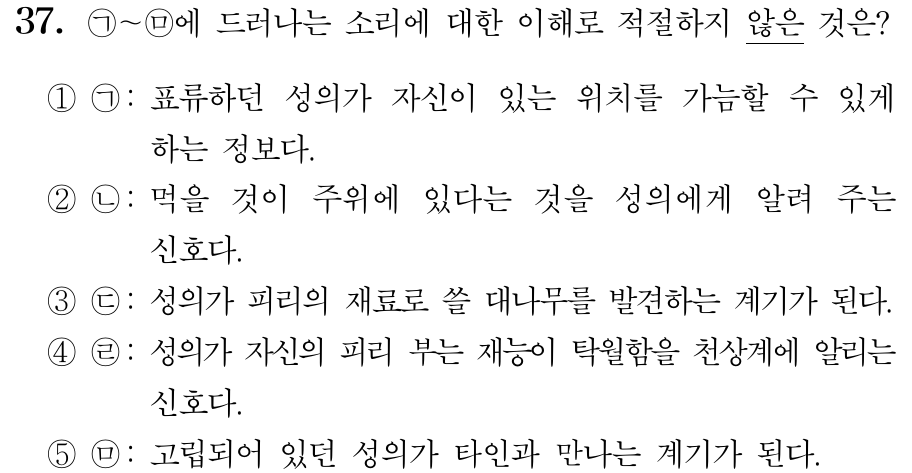 37. ㉠~㉤에 드러나는 소리에 대한 이해로 적절하지 않은 것은?
① ㉠: 표류하던 성의가 자신이 있는 위치를 가늠할 수 있게
하는 정보다.
② ㉡: 먹을 것이 주위에 있다는 것을 성의에게 알려 주는
신호다.
③ ㉢: 성의가 피리의 재료로 쓸 대나무를 발견하는 계기가 된다.
④ ㉣: 성의가 자신의 피리 부는 재능이 탁월함을 천상계에 알리는
신호다.
⑤ ㉤: 고립되어 있던 성의가 타인과 만나는 계기가 된다.